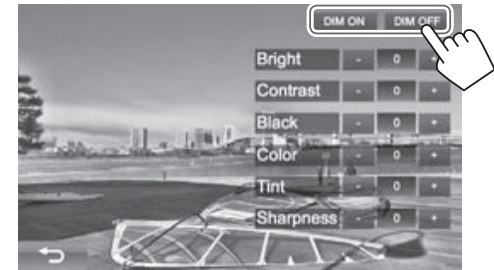 DIM ON DIM OFF
Bright - 0 +
Contrast - 0 +
Black - 0 +
Color - 0 +
Tint - 0 +
Sharpness - 0 +